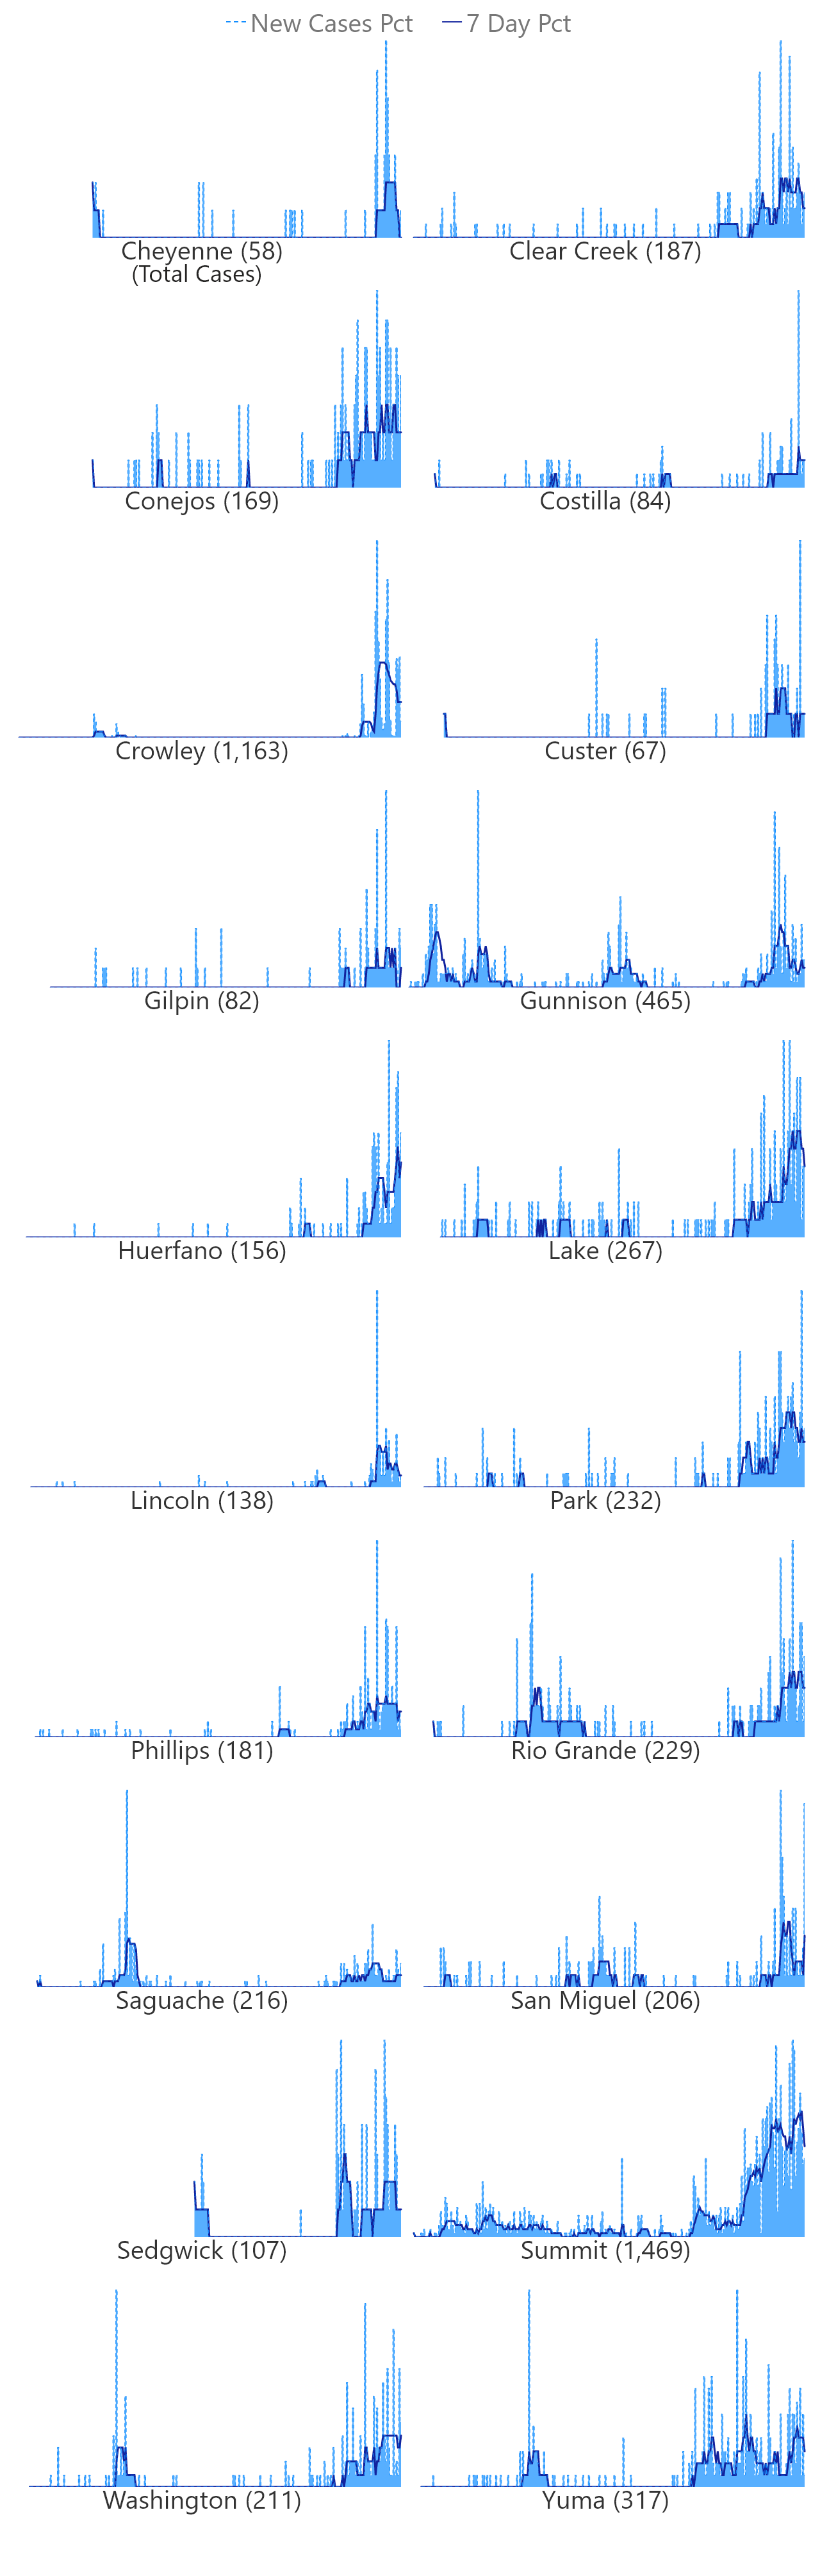 New Cases Pct 7 Day Pct
Cheyenne (58) Clear Creek (187)
(Total Cases)
Conejos (169) Costilla (84)
Crowley (1,163) Custer (67)
Gilpin (82) Gunnison (465)
Huerfano (156) Lake (267)
Lincoln (138) Park (232)
Phillips (181) Rio Grande (229)
Saguache (216) San Miguel (206)
Sedgwick (107) Summit (1,469)
Washington (211) Yuma (317)